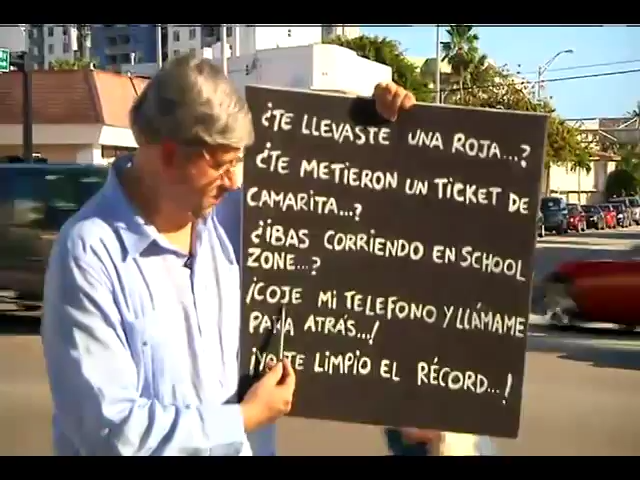 ¿TE LLEVASTE UNA ROJA...?
¿TE METIERON UN TICKET DE
CAMARITA...?
¿IBAS CORRIENDO EN SCHOOL
ZONE...?
¡COJE MI TELEFONO Y LLÁMAME
PARA ATRÁS...!
¡YO TE LIMPIO EL RÉCORD...!